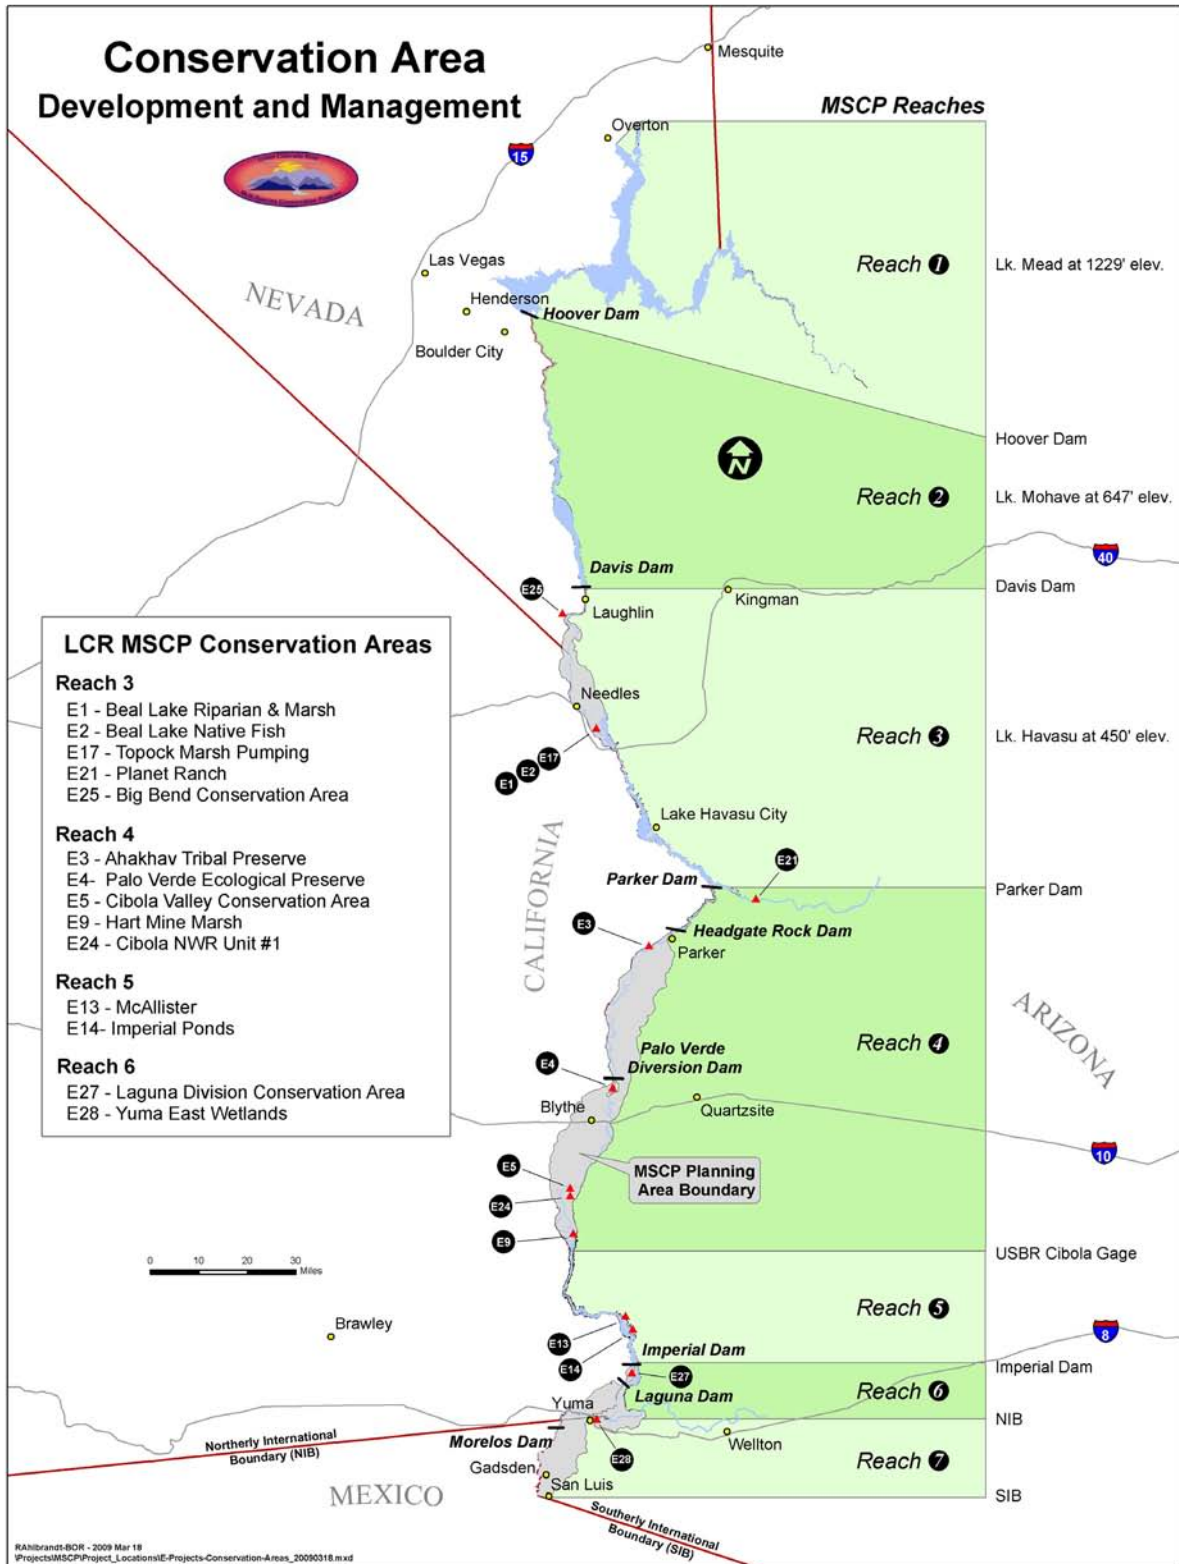 Conservation Area
Development and Management
MSCP Reaches
Mesquite
Overton
15
Las Vegas
NEVADA
Henderson
Hoover Dam
Boulder City
Reach 1
Lk. Mead at 1229' elev.
Hoover Dam
N
Reach 2
Lk. Mohave at 647' elev.
40
Davis Dam
Davis Dam
E25
Laughlin
Kingman
LCR MSCP Conservation Areas
Reach 3
E1 - Beal Lake Riparian & Marsh
E2 - Beal Lake Native Fish
E17 - Topock Marsh Pumping
E21 - Planet Ranch
E25 - Big Bend Conservation Area
Reach 4
E3 - Ahakhav Tribal Preserve
E4- Palo Verde Ecological Preserve
E5 - Cibola Valley Conservation Area
E9 - Hart Mine Marsh
E24 - Cibola NWR Unit #1
Reach 5
E13 - McAllister
E14- Imperial Ponds
Reach 6
E27 - Laguna Division Conservation Area
E28 - Yuma East Wetlands
Needles
E1
E2
E17
Reach 3
Lk. Havasu at 450' elev.
Lake Havasu City
CALIFORNIA
E21
Parker Dam
Parker Dam
E3
Headgate Rock Dam
Parker
ARIZONA
Reach 4
Palo Verde
Diversion Dam
E4
Blythe
Quartzsite
10
E5
MSCP Planning
Area Boundary
E24
E9
USBR Cibola Gage
0 10 20 30
Miles
Reach 5
8
Brawley
E13
E14
Imperial Dam
Imperial Dam
E27
Laguna Dam
Reach 6
Yuma
NIB
Northerly International
Boundary (NIB)
Morelos Dam
E28
Wellton
Gadsden
Reach 7
San Luis
MEXICO
SIB
Southerly International
Boundary (SIB)
RAhlbrandt-BOR - 2009 Mar 18
\Projects\MSCP\Project_Locations\E-Projects-Conservation-Areas_20090318.mxd